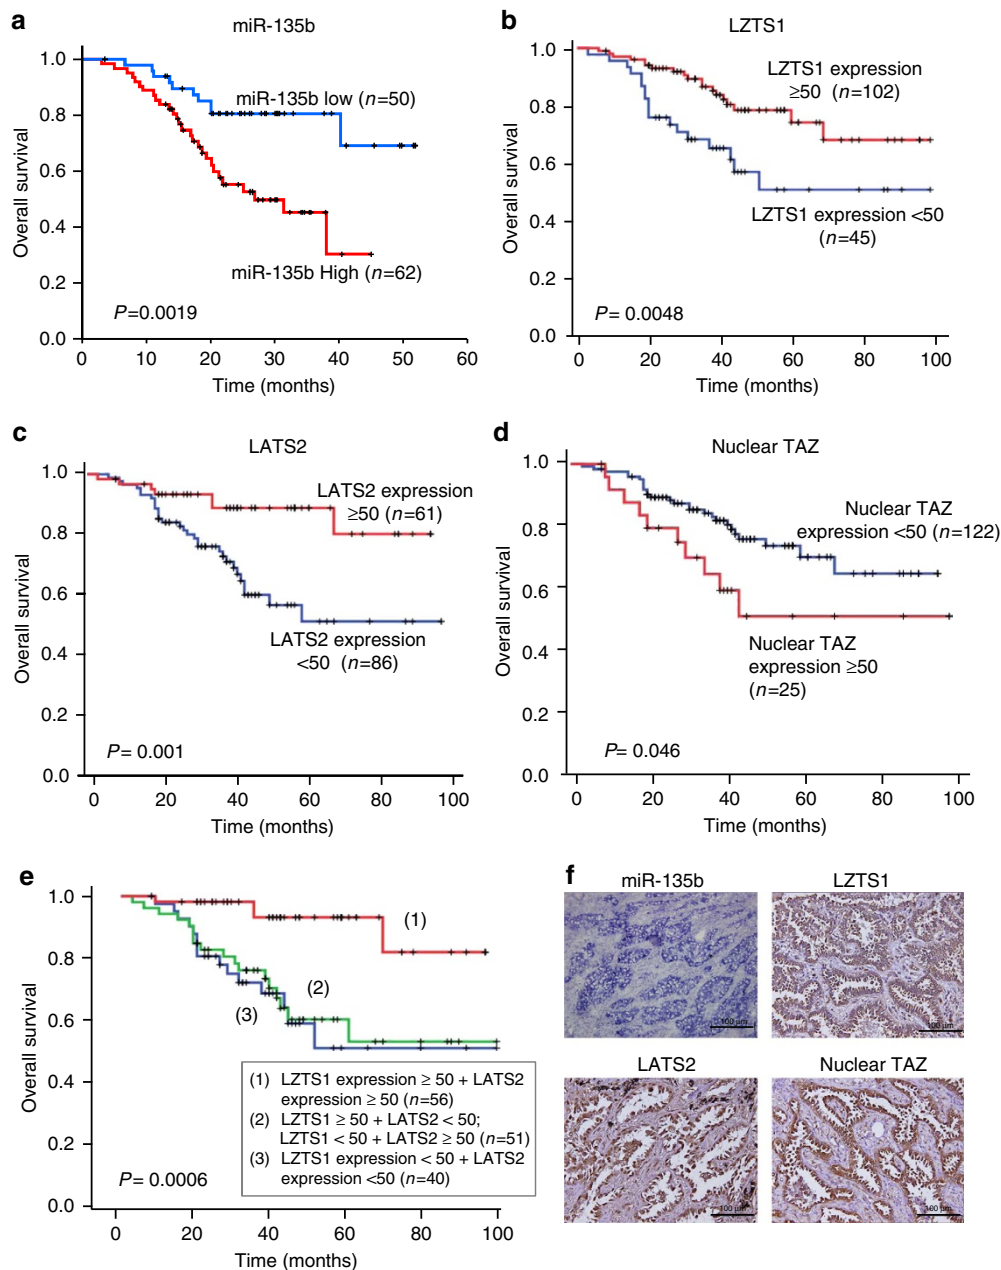 a
miR-135b
1.0
0.8
0.6
0.4
0.2
0.0
Overall survival
miR-135b low (n=50)
miR-135b High (n=62)
P=0.0019
0 10 20 30 40 50 60
Time (months)
b
LZTS1
1.0
0.8
0.6
0.4
0.2
0.0
Overall survival
LZTS1 expression
≥50 (n=102)
LZTS1 expression <50
(n=45)
P= 0.0048
0 20 40 60 80 100
Time (months)
c
LATS2
1.0
0.8
0.6
0.4
0.2
0.0
Overall survival
LATS2 expression
≥50 (n=61)
LATS2 expression
<50 (n=86)
P= 0.001
0 20 40 60 80 100
Time (months)
d
Nuclear TAZ
1.0
0.8
0.6
0.4
0.2
0.0
Overall survival
Nuclear TAZ
expression <50 (n=122)
Nuclear TAZ
expression ≥50
(n=25)
P= 0.046
0 20 40 60 80 100
Time (months)
e
1.0
0.8
0.6
0.4
0.2
0.0
Overall survival
(1)
(2)
(3)
(1) LZTS1 expression ≥ 50 + LATS2
expression ≥ 50 (n=56)
(2) LZTS1 ≥ 50 + LATS2 < 50;
LZTS1 < 50 + LATS2 ≥ 50 (n=51)
(3) LZTS1 expression < 50 + LATS2
expression <50 (n=40)
P= 0.0006
0 20 40 60 80 100
Time (months)
f
miR-135b
100 µm
LZTS1
100 µm
LATS2
100 µm
Nuclear TAZ
100 µm